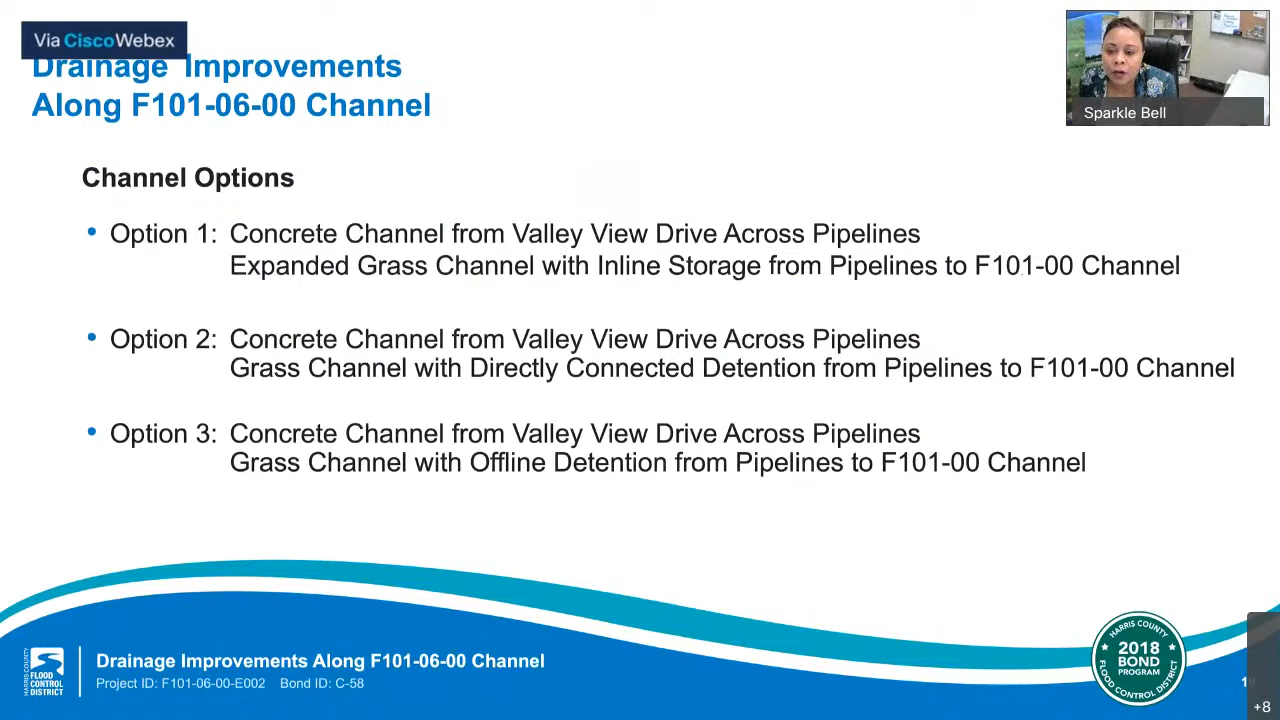 Via CiscoWebex
Drainage Improvements
Along F101-06-00 Channel
Sparkle Bell
Channel Options
• Option 1: Concrete Channel from Valley View Drive Across Pipelines
Expanded Grass Channel with Inline Storage from Pipelines to F101-00 Channel
• Option 2: Concrete Channel from Valley View Drive Across Pipelines
Grass Channel with Directly Connected Detention from Pipelines to F101-00 Channel
• Option 3: Concrete Channel from Valley View Drive Across Pipelines
Grass Channel with Offline Detention from Pipelines to F101-00 Channel
HARRIS COUNTY
FLOOD
CONTROL
DISTRICT
Drainage Improvements Along F101-06-00 Channel
Project ID: F101-06-00-E002 Bond ID: C-58
HARRIS COUNTY
2018
BOND
PROGRAM
FLOOD CONTROL DISTRICT
+8